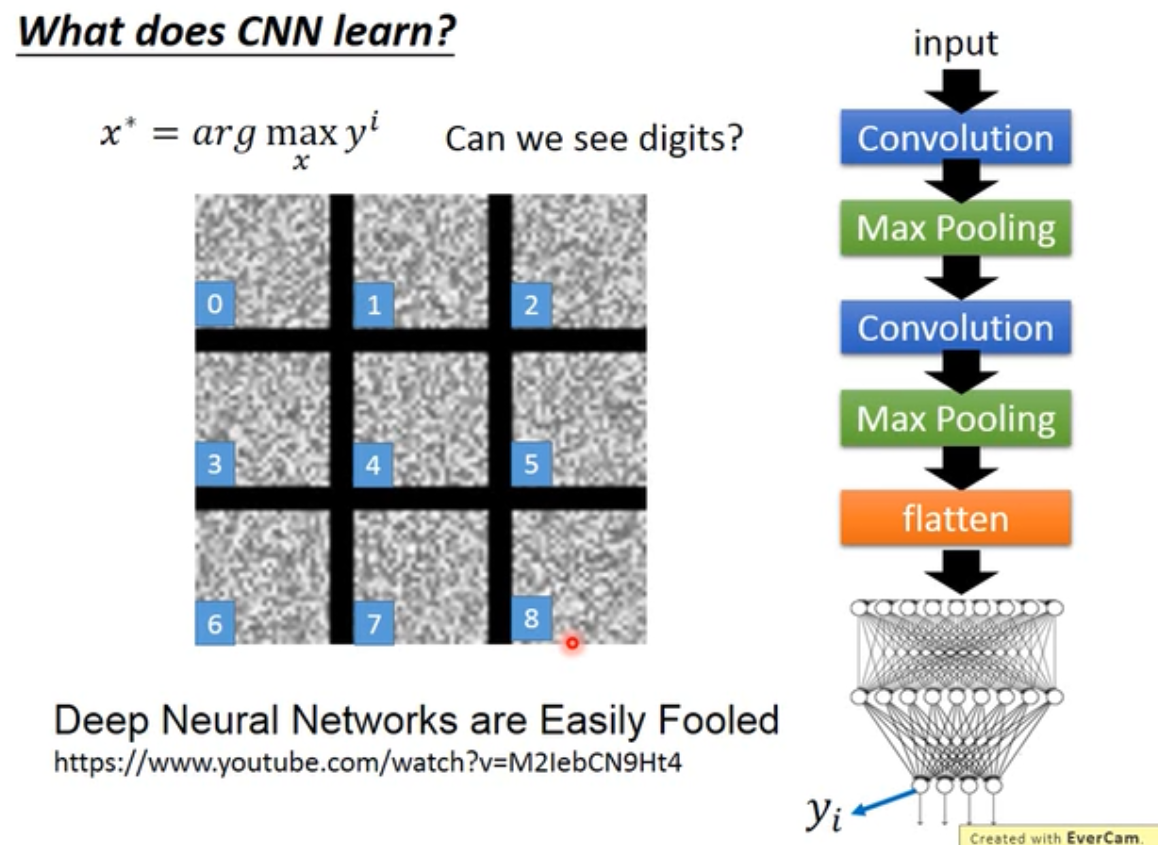 What does CNN learn?
x* = arg max y^i
x
Can we see digits?
0
1
2
3
4
5
6
7
8
Deep Neural Networks are Easily Fooled
https://www.youtube.com/watch?v=M2IebCN9Ht4
input
Convolution
Max Pooling
Convolution
Max Pooling
flatten
y_i
Created with EverCam.